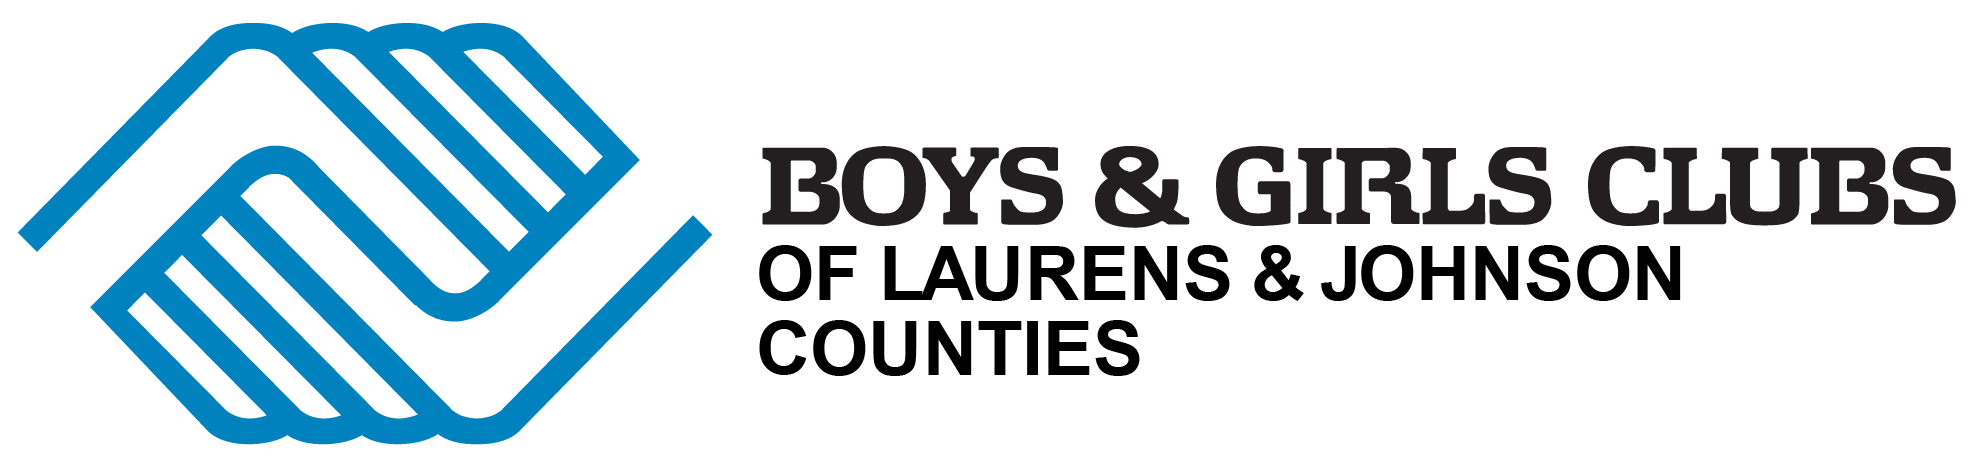 BOYS & GIRLS CLUBS
OF LAURENS & JOHNSON
COUNTIES